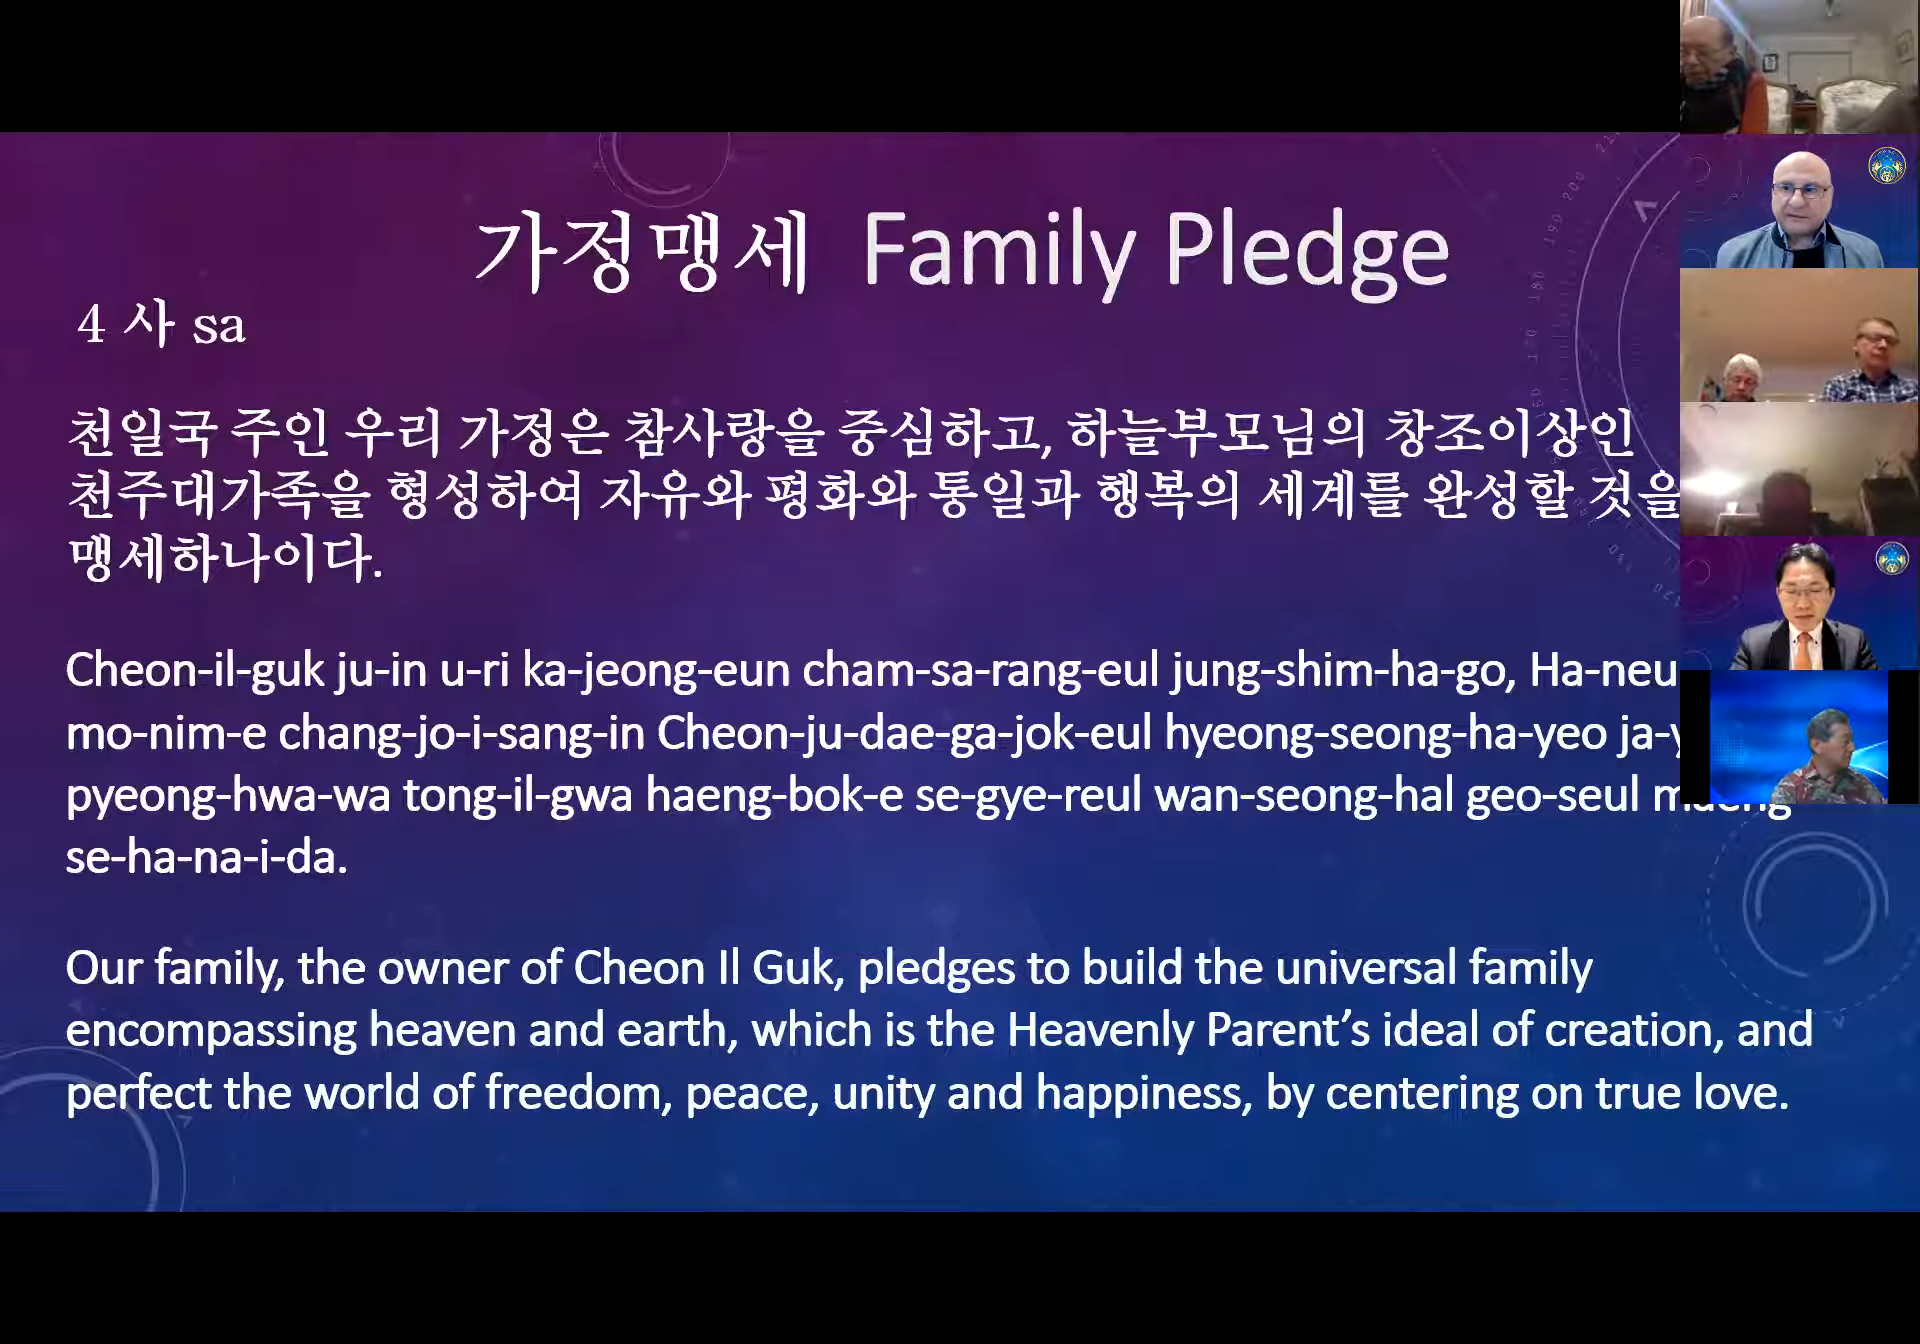 가정맹세 Family Pledge
4 사 sa
천일국 주인 우리 가정은 참사랑을 중심하고, 하늘부모님의 창조이상인
천주대가족을 형성하여 자유와 평화와 통일과 행복의 세계를 완성할 것을
맹세하나이다.
Cheon-il-guk ju-in u-ri ka-jeong-eun cham-sa-rang-eul jung-shim-ha-go, Ha-neu
mo-nim-e chang-jo-i-sang-in Cheon-ju-dae-ga-jok-eul hyeong-seong-ha-yeo ja-
pyeong-hwa-wa tong-il-gwa haeng-bok-e se-gye-reul wan-seong-hal geo-seul
se-ha-na-i-da.
Our family, the owner of Cheon Il Guk, pledges to build the universal family
encompassing heaven and earth, which is the Heavenly Parent’s ideal of creation, and
perfect the world of freedom, peace, unity and happiness, by centering on true love.